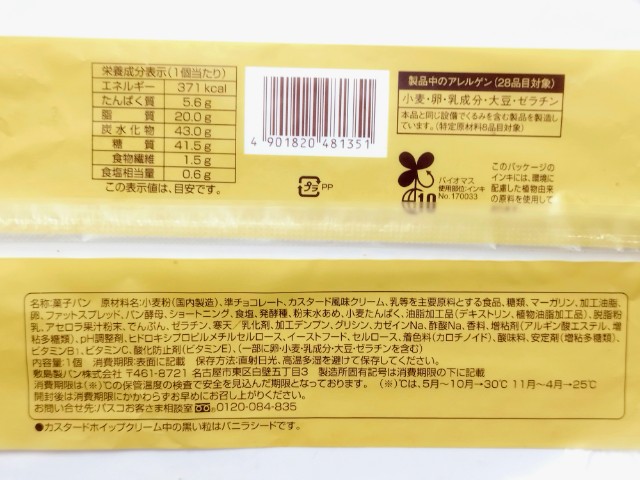 栄養成分表示(1個当たり)
エネルギー 371kcal
たんぱく質 5.6g
脂質 20.0g
炭水化物 43.0g
糖質 41.5g
食物繊維 1.5g
食塩相当量 0.6g
この表示値は、目安です。
4 901820 481351
プラ PP
製品中のアレルゲン(28品目対象)
小麦・卵・乳成分・大豆・ゼラチン
本品と同じ設備でくるみを含む製品を製造し
ています。(特定原材料8品目対象)
バイオマス
使用部位:インキ
No.170033
10
このパッケージの
インキには、環境に
配慮した植物由来
の原料を使用して
名称:菓子パン 原材料名:小麦粉(国内製造)、準チョコレート、カスタード風味クリーム、乳等を主要原料とする食品、糖類、マーガリン、加工油脂、
卵、ファットスプレッド、パン酵母、ショートニング、食塩、発酵種、粉末水あめ、小麦たんぱく、油脂加工品(デキストリン、植物油脂、脱脂粉
乳、アセロラ果汁粉末、でんぷん、ゼラチン、寒天/乳化剤、加工デンプン、グリシン、カゼインNa、酢酸Na、香料、増粘剤(アルギン酸エステル、増
粘多糖類)、pH調整剤、ヒドロキシプロピルメチルセルロース、イーストフード、セルロース、着色料(カロチノイド)、酸味料、安定剤(増粘多糖類)、
ビタミンB₁、ビタミンC、酸化防止剤(ビタミンE)、(一部に卵・小麦・乳成分・大豆・ゼラチンを含む)
内容量:1個 消費期限:表面に記載 保存方法:直射日光、高温多湿を避けて保存してください。
敷島製パン株式会社 〒461-8721 名古屋市東区白壁五丁目3 製造所固有記号は消費期限の下に記載
消費期限は(※)℃の保管温度の検査で安全を見込んだ期限となっております。 (※)℃は、5月〜10月→30℃ 11月〜4月→25℃
開封後は消費期限にかかわらずお早めにお召し上がりください。
お問い合せ先:パスコお客さま相談室 0120-084-835
●カスタードホイップクリーム中の黒い粒はバニラシードです。